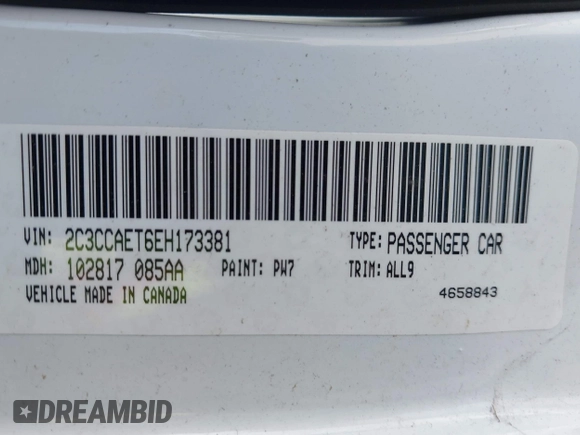 VIN: 2C3CCAET6EH173381 TYPE: PASSENGER CAR
MDH: 102817 085AA PAINT: PW7 TRIM: ALL9
VEHICLE MADE IN CANADA 4658843
DREAMBID